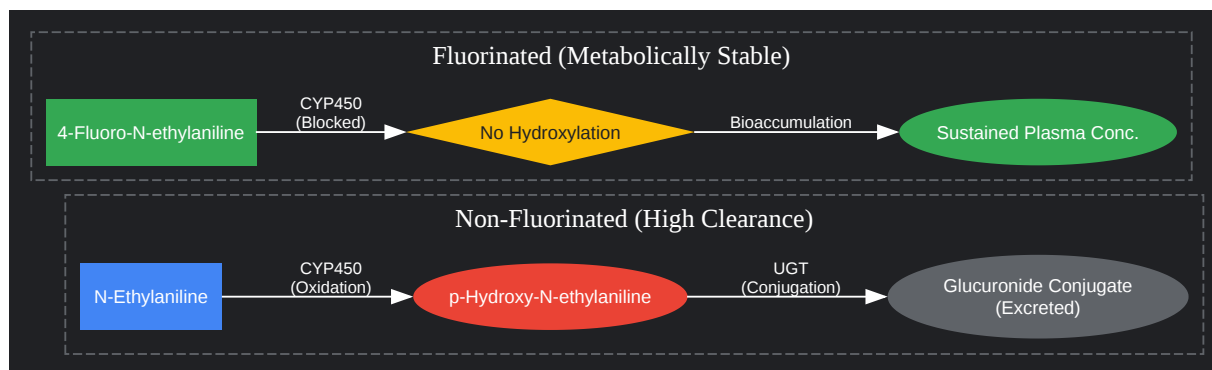 Fluorinated (Metabolically Stable)
4-Fluoro-N-ethylaniline
CYP450
(Blocked)
No Hydroxylation
Bioaccumulation
Sustained Plasma Conc.
Non-Fluorinated (High Clearance)
N-Ethylaniline
CYP450
(Oxidation)
p-Hydroxy-N-ethylaniline
UGT
(Conjugation)
Glucuronide Conjugate
(Excreted)